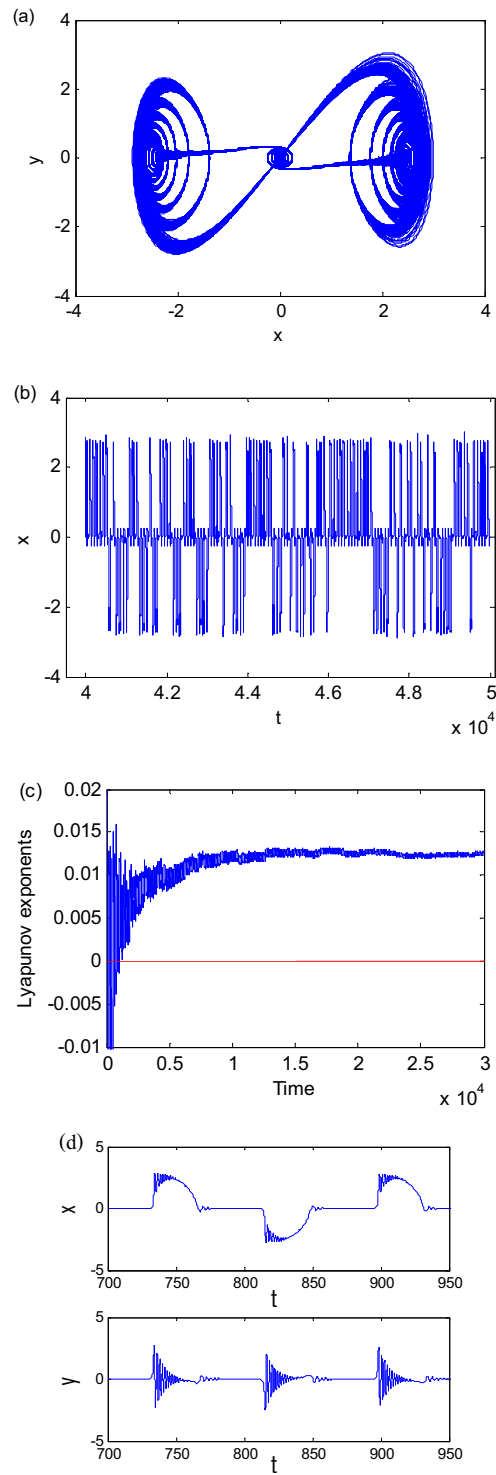 (a)
4
2
y
0
-2
-4
-4 -2 0 2 4
x
(b)
4
2
x
0
-2
-4
4 4.2 4.4 4.6 4.8 5
t
x 10^4
(c)
0.02
0.015
Lyapunov exponents
0.01
0.005
0
-0.005
-0.01
0 0.5 1 1.5 2 2.5 3
Time
x 10^4
(d)
5
x
0
-5
700 750 800 850 900 950
t
5
y
0
-5
700 750 800 850 900 950
t